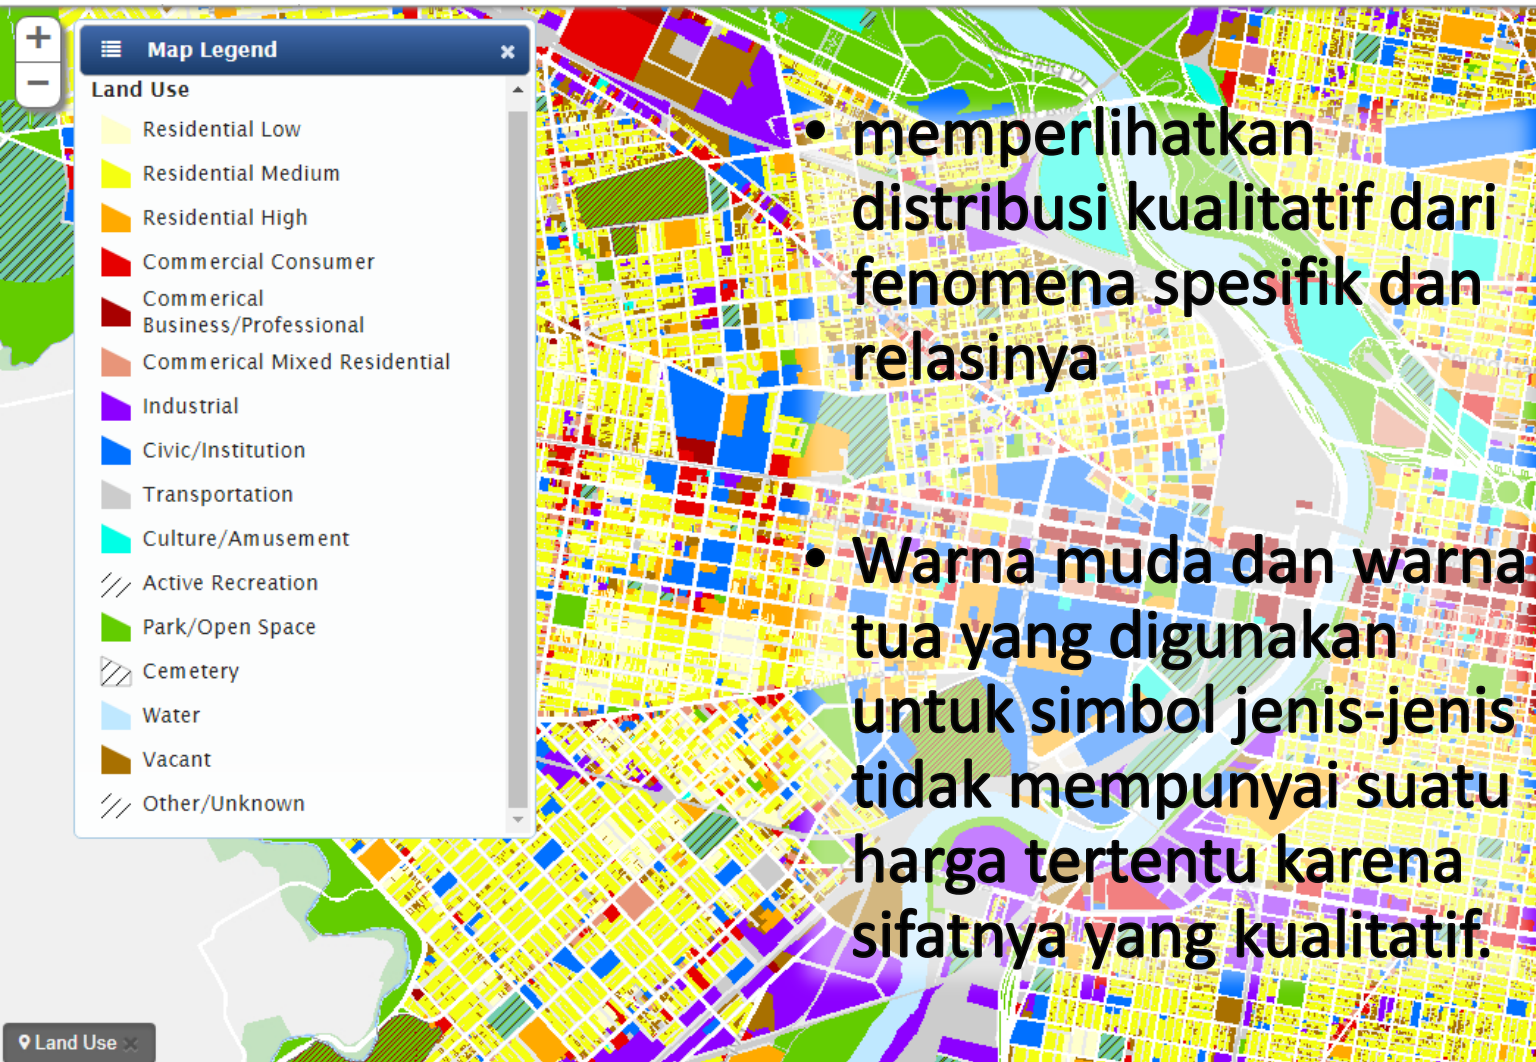 +
−
Map Legend ×
Land Use
Residential Low
Residential Medium
Residential High
Commercial Consumer
Commerical
Business/Professional
Commerical Mixed Residential
Industrial
Civic/Institution
Transportation
Culture/Amusement
Active Recreation
Park/Open Space
Cemetery
Water
Vacant
Other/Unknown
• memperlihatkan
distribusi kualitatif dari
fenomena spesifik dan
relasinya
• Warna muda dan warna
tua yang digunakan
untuk simbol jenis-jenis
tidak mempunyai suatu
harga tertentu karena
sifatnya yang kualitatif.
Land Use ×